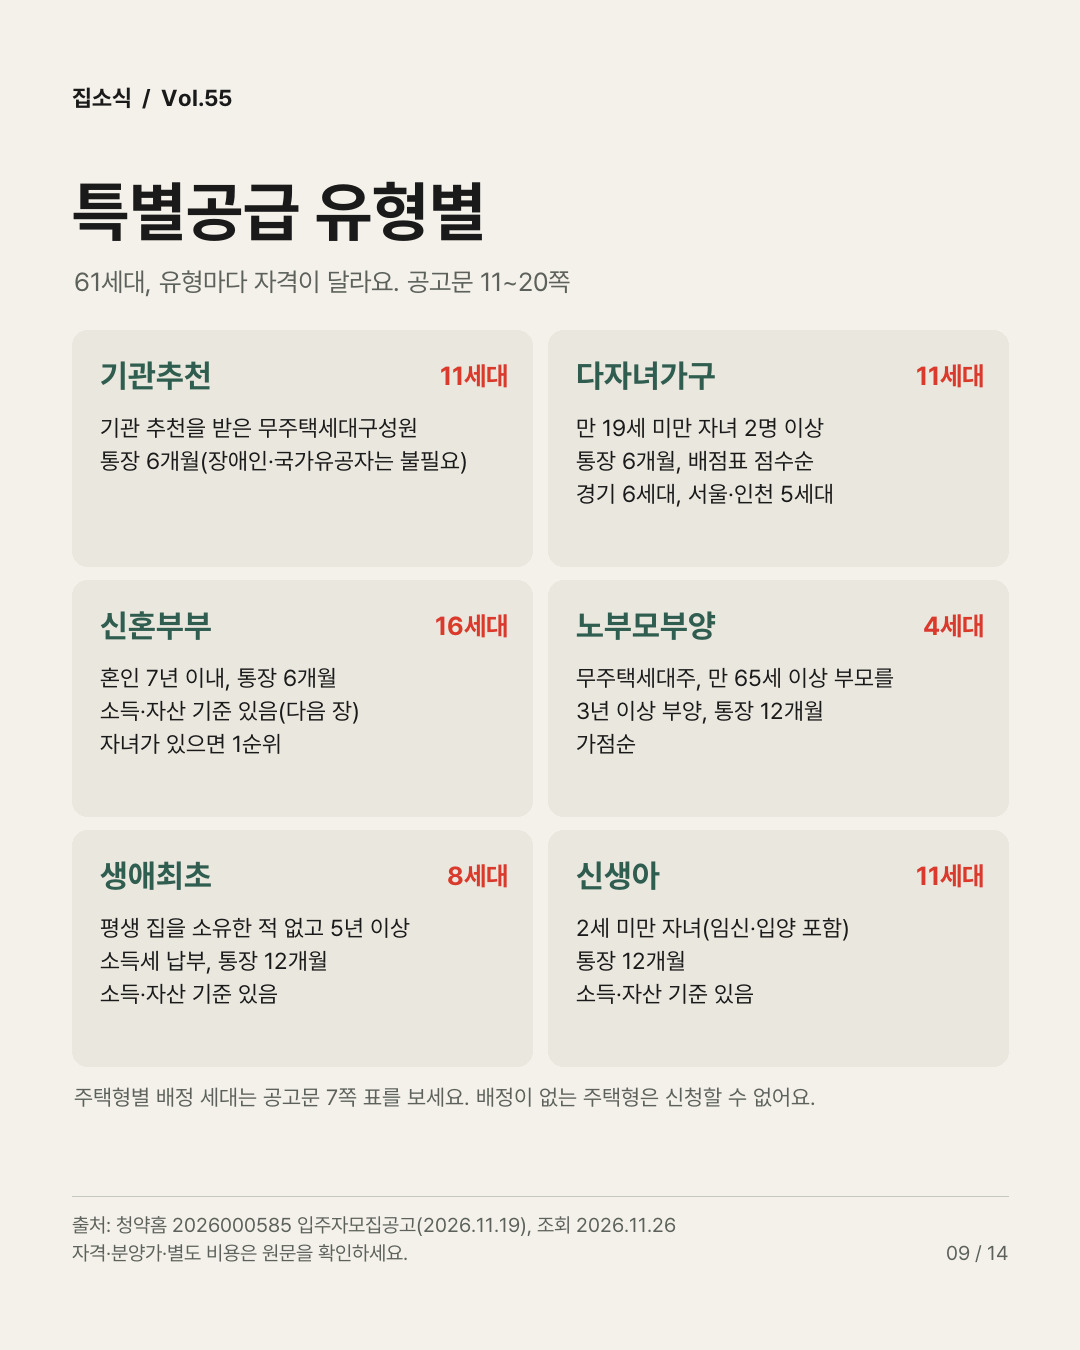 집소식 / Vol.55
특별공급 유형별
61세대, 유형마다 자격이 달라요. 공고문 11~20쪽
기관추천 11세대
기관 추천을 받은 무주택세대구성원
통장 6개월(장애인·국가유공자는 불필요)
다자녀가구 11세대
만 19세 미만 자녀 2명 이상
통장 6개월, 배점표 점수순
경기 6세대, 서울·인천 5세대
신혼부부 16세대
혼인 7년 이내, 통장 6개월
소득·자산 기준 있음(다음 장)
자녀가 있으면 1순위
노부모부양 4세대
무주택세대주, 만 65세 이상 부모를
3년 이상 부양, 통장 12개월
가점순
생애최초 8세대
평생 집을 소유한 적 없고 5년 이상
소득세 납부, 통장 12개월
소득·자산 기준 있음
신생아 11세대
2세 미만 자녀(임신·입양 포함)
통장 12개월
소득·자산 기준 있음
주택형별 배정 세대는 공고문 7쪽 표를 보세요. 배정이 없는 주택형은 신청할 수 없어요.
출처: 청약홈 2026000585 입주자모집공고(2026.11.19), 조회 2026.11.26
자격·분양가·별도 비용은 원문을 확인하세요.
09 / 14